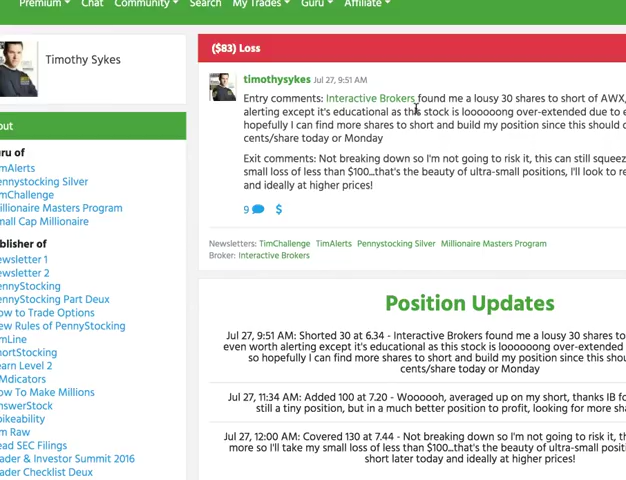 Premium Chat Community Search My Trades Guru Affiliate
Timothy Sykes
($83) Loss
timothysykes Jul 27, 9:51 AM
Entry comments: Interactive Brokers found me a lousy 30 shares to short of AWX,
alerting except it's educational as this stock is loooooong over-extended due to e
hopefully I can find more shares to short and build my position since this should
cents/share today or Monday
Exit comments: Not breaking down so I'm not going to risk it, this can still squeez
small loss of less than $100...that's the beauty of ultra-small positions, I'll look to re
and ideally at higher prices!
9 $
Newsletters: TimChallenge TimAlerts Pennystocking Silver Millionaire Masters Program
Broker: Interactive Brokers
out
uru of
imAlerts
ennystocking Silver
imChallenge
illionaire Masters Program
mall Cap Millionaire
ublisher of
ewsletter 1
ewsletter 2
ennyStocking
ennyStocking Part Deux
ow to Trade Options
ew Rules of PennyStocking
imLine
hortStocking
earn Level 2
IMdicators
ow To Make Millions
nswerStock
pikeability
im Raw
ead SEC Filings
ader & Investor Summit 2016
ader Checklist Deux
Position Updates
Jul 27, 9:51 AM: Shorted 30 at 6.34 - Interactive Brokers found me a lousy 30 shares to
even worth alerting except it's educational as this stock is loooooong over-extended
so hopefully I can find more shares to short and build my position since this shou
cents/share today or Monday
Jul 27, 11:34 AM: Added 100 at 7.20 - Woooooh, averaged up on my short, thanks IB fo
still a tiny position, but in a much better position to profit, looking for more sha
Jul 27, 12:00 AM: Covered 130 at 7.44 - Not breaking down so I'm not going to risk it, th
more so I'll take my small loss of less than $100...that's the beauty of ultra-small positions
short later today and ideally at higher prices!